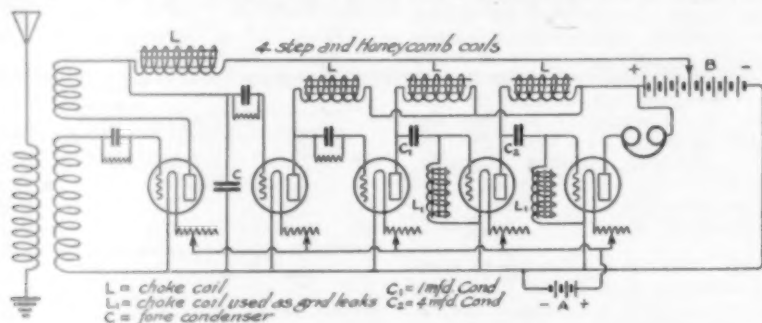 L
4 step and Honeycomb coils
L
L
L
+ B -
C
C₁
C₂
L₁
L₁
- A +
L = choke coil
L₁ = choke coil used as grid leaks
C = fone condenser
C₁ = 1 mfd. Cond
C₂ = 4 mfd. Cond